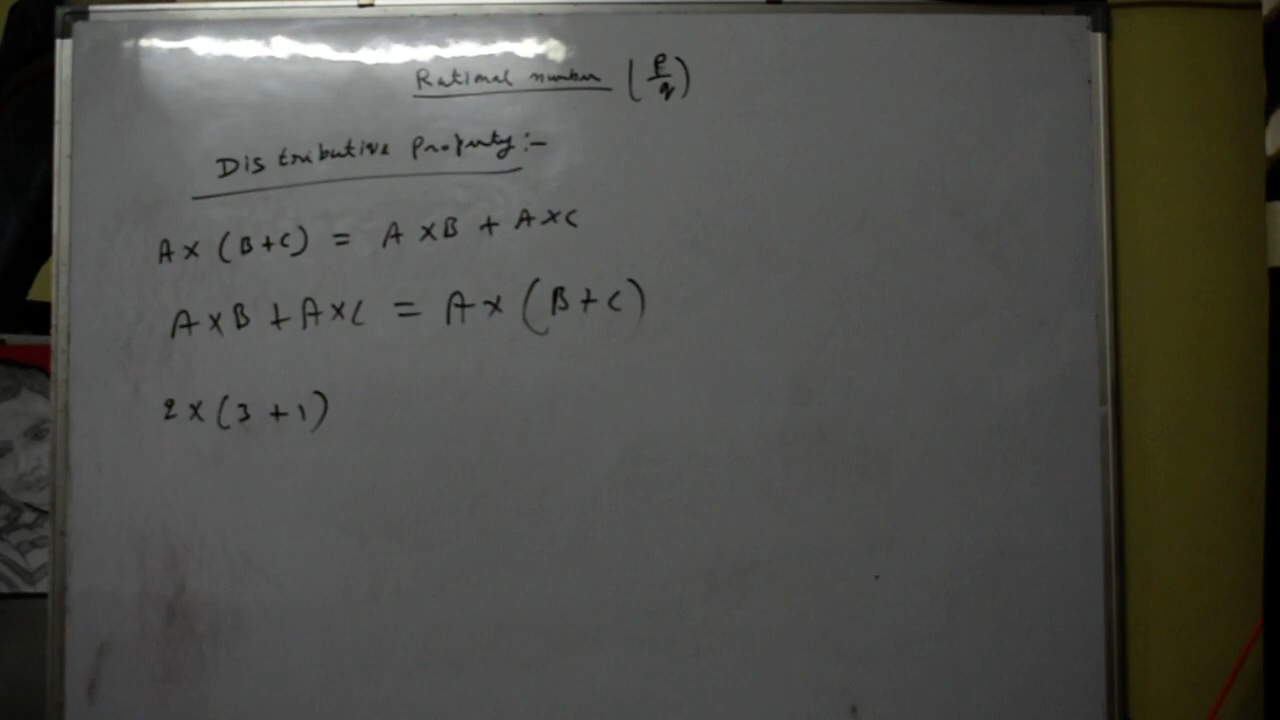 Rational number (p/q)
Distributive Property:-
A × (B+C) = A × B + A × C
A × B + A × C = A × (B + C)
2 × (3 + 1)